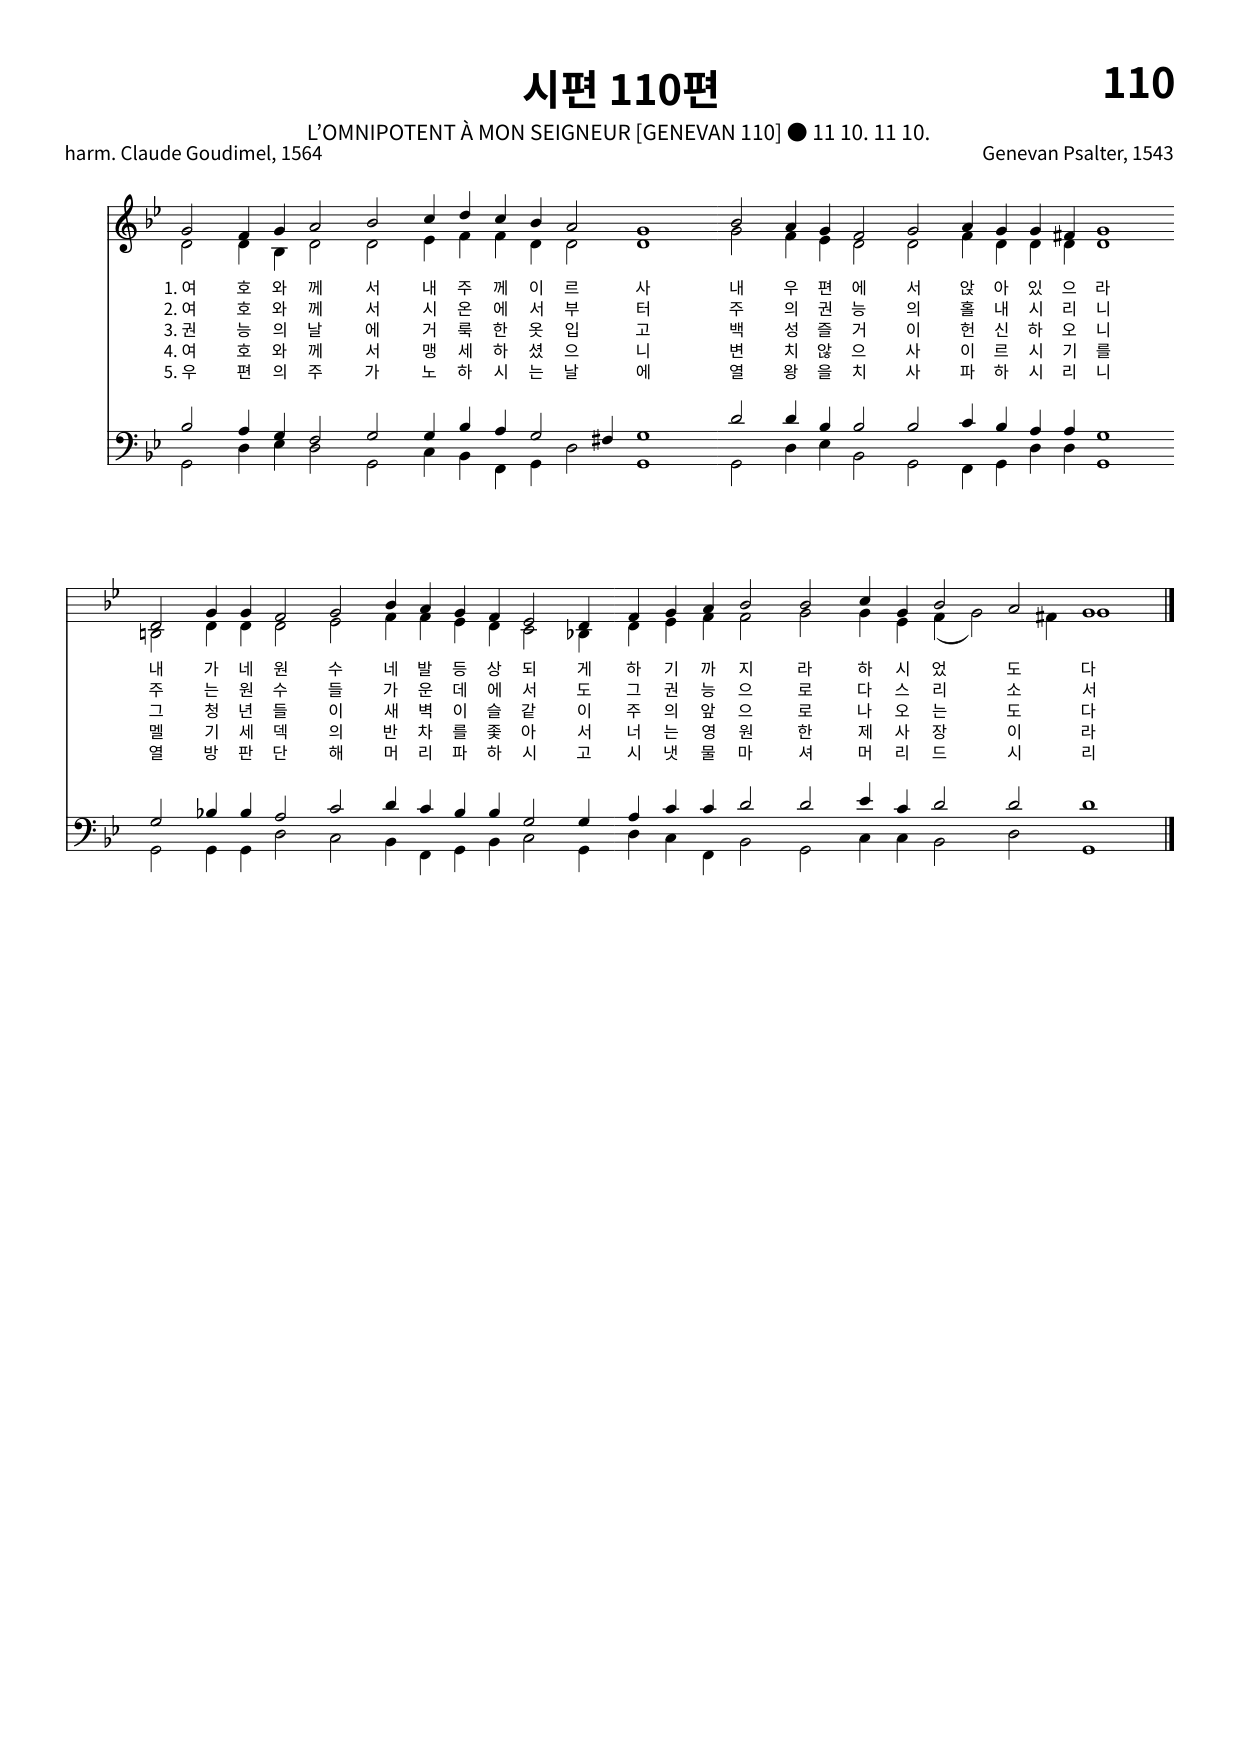 시편 110편
110
L’OMNIPOTENT À MON SEIGNEUR [GENEVAN 110] ● 11 10. 11 10.
harm. Claude Goudimel, 1564
Genevan Psalter, 1543
1. 여 호 와 께 서 내 주 께 이 르 사 내 우 편 에 서 앉 아 있 으 라
2. 여 호 와 께 서 시 온 에 서 부 터 주 의 권 능 의 홀 내 시 리 니
3. 권 능 의 날 에 거 룩 한 옷 입 고 백 성 즐 거 이 헌 신 하 오 니
4. 여 호 와 께 서 맹 세 하 셨 으 니 변 치 않 으 사 이 르 시 기 를
5. 우 편 의 주 가 노 하 시 는 날 에 열 왕 을 치 사 파 하 시 리 니
내 가 네 원 수 네 발 등 상 되 게 하 기 까 지 라 하 시 었 도 다
주 는 원 수 들 가 운 데 에 서 도 그 권 능 으 로 다 스 리 소 서
그 청 년 들 이 새 벽 이 슬 같 이 주 의 앞 으 로 나 오 는 도 다
멜 기 세 덱 의 반 차 를 좇 아 서 너 는 영 원 한 제 사 장 이 라
열 방 판 단 해 머 리 파 하 시 고 시 냇 물 마 셔 머 리 드 시 리